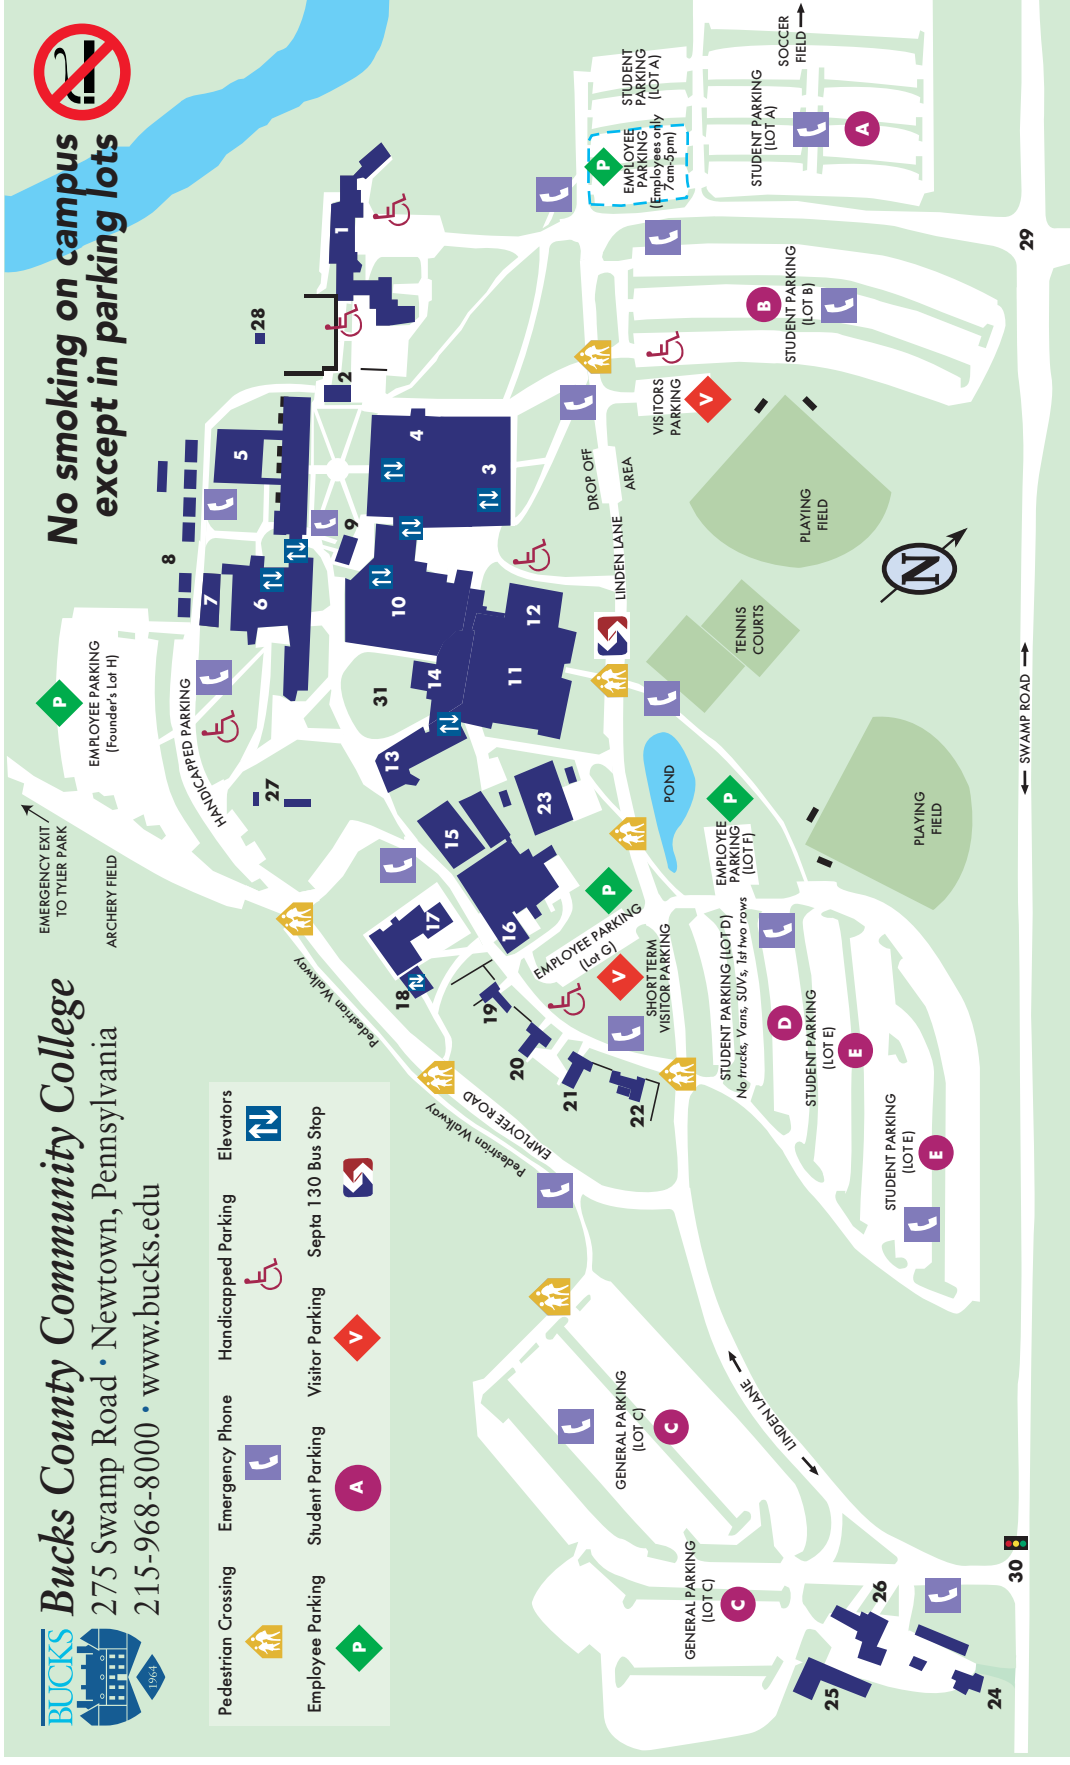 BUCKS
1964
Bucks County Community College
275 Swamp Road • Newtown, Pennsylvania
215-968-8000 • www.bucks.edu
No smoking on campus
except in parking lots
Pedestrian Crossing
Emergency Phone
Handicapped Parking
Elevators
Employee Parking
P
Student Parking
A
Visitor Parking
V
Septa 130 Bus Stop
EMERGENCY EXIT
TO TYLER PARK
ARCHERY FIELD
P
EMPLOYEE PARKING
(Founder's Lot H)
HANDICAPPED PARKING
8
7
6
5
28
27
2
1
9
4
3
10
31
14
13
12
11
15
23
16
17
18
19
20
21
22
Pedestrian Walkway
Pedestrian Walkway
EMPLOYEE ROAD
P
EMPLOYEE PARKING
(Lot G)
V
SHORT TERM
VISITOR PARKING
LINDEN LANE
DROP OFF
AREA
VISITORS
PARKING
V
P
EMPLOYEE
PARKING
(Employees only
7am-5pm)
STUDENT
PARKING
(LOT A)
STUDENT PARKING
(LOT A)
A
SOCCER
FIELD
B
STUDENT PARKING
(LOT B)
PLAYING
FIELD
N
TENNIS
COURTS
POND
P
EMPLOYEE
PARKING
(LOT F)
PLAYING
FIELD
STUDENT PARKING (LOT D)
No trucks, Vans, SUVs, 1st two rows
D
STUDENT PARKING
(LOT E)
E
STUDENT PARKING
(LOT E)
E
GENERAL PARKING
(LOT C)
C
LINDEN LANE
GENERAL PARKING
(LOT C)
C
25
26
24
30
SWAMP ROAD
29